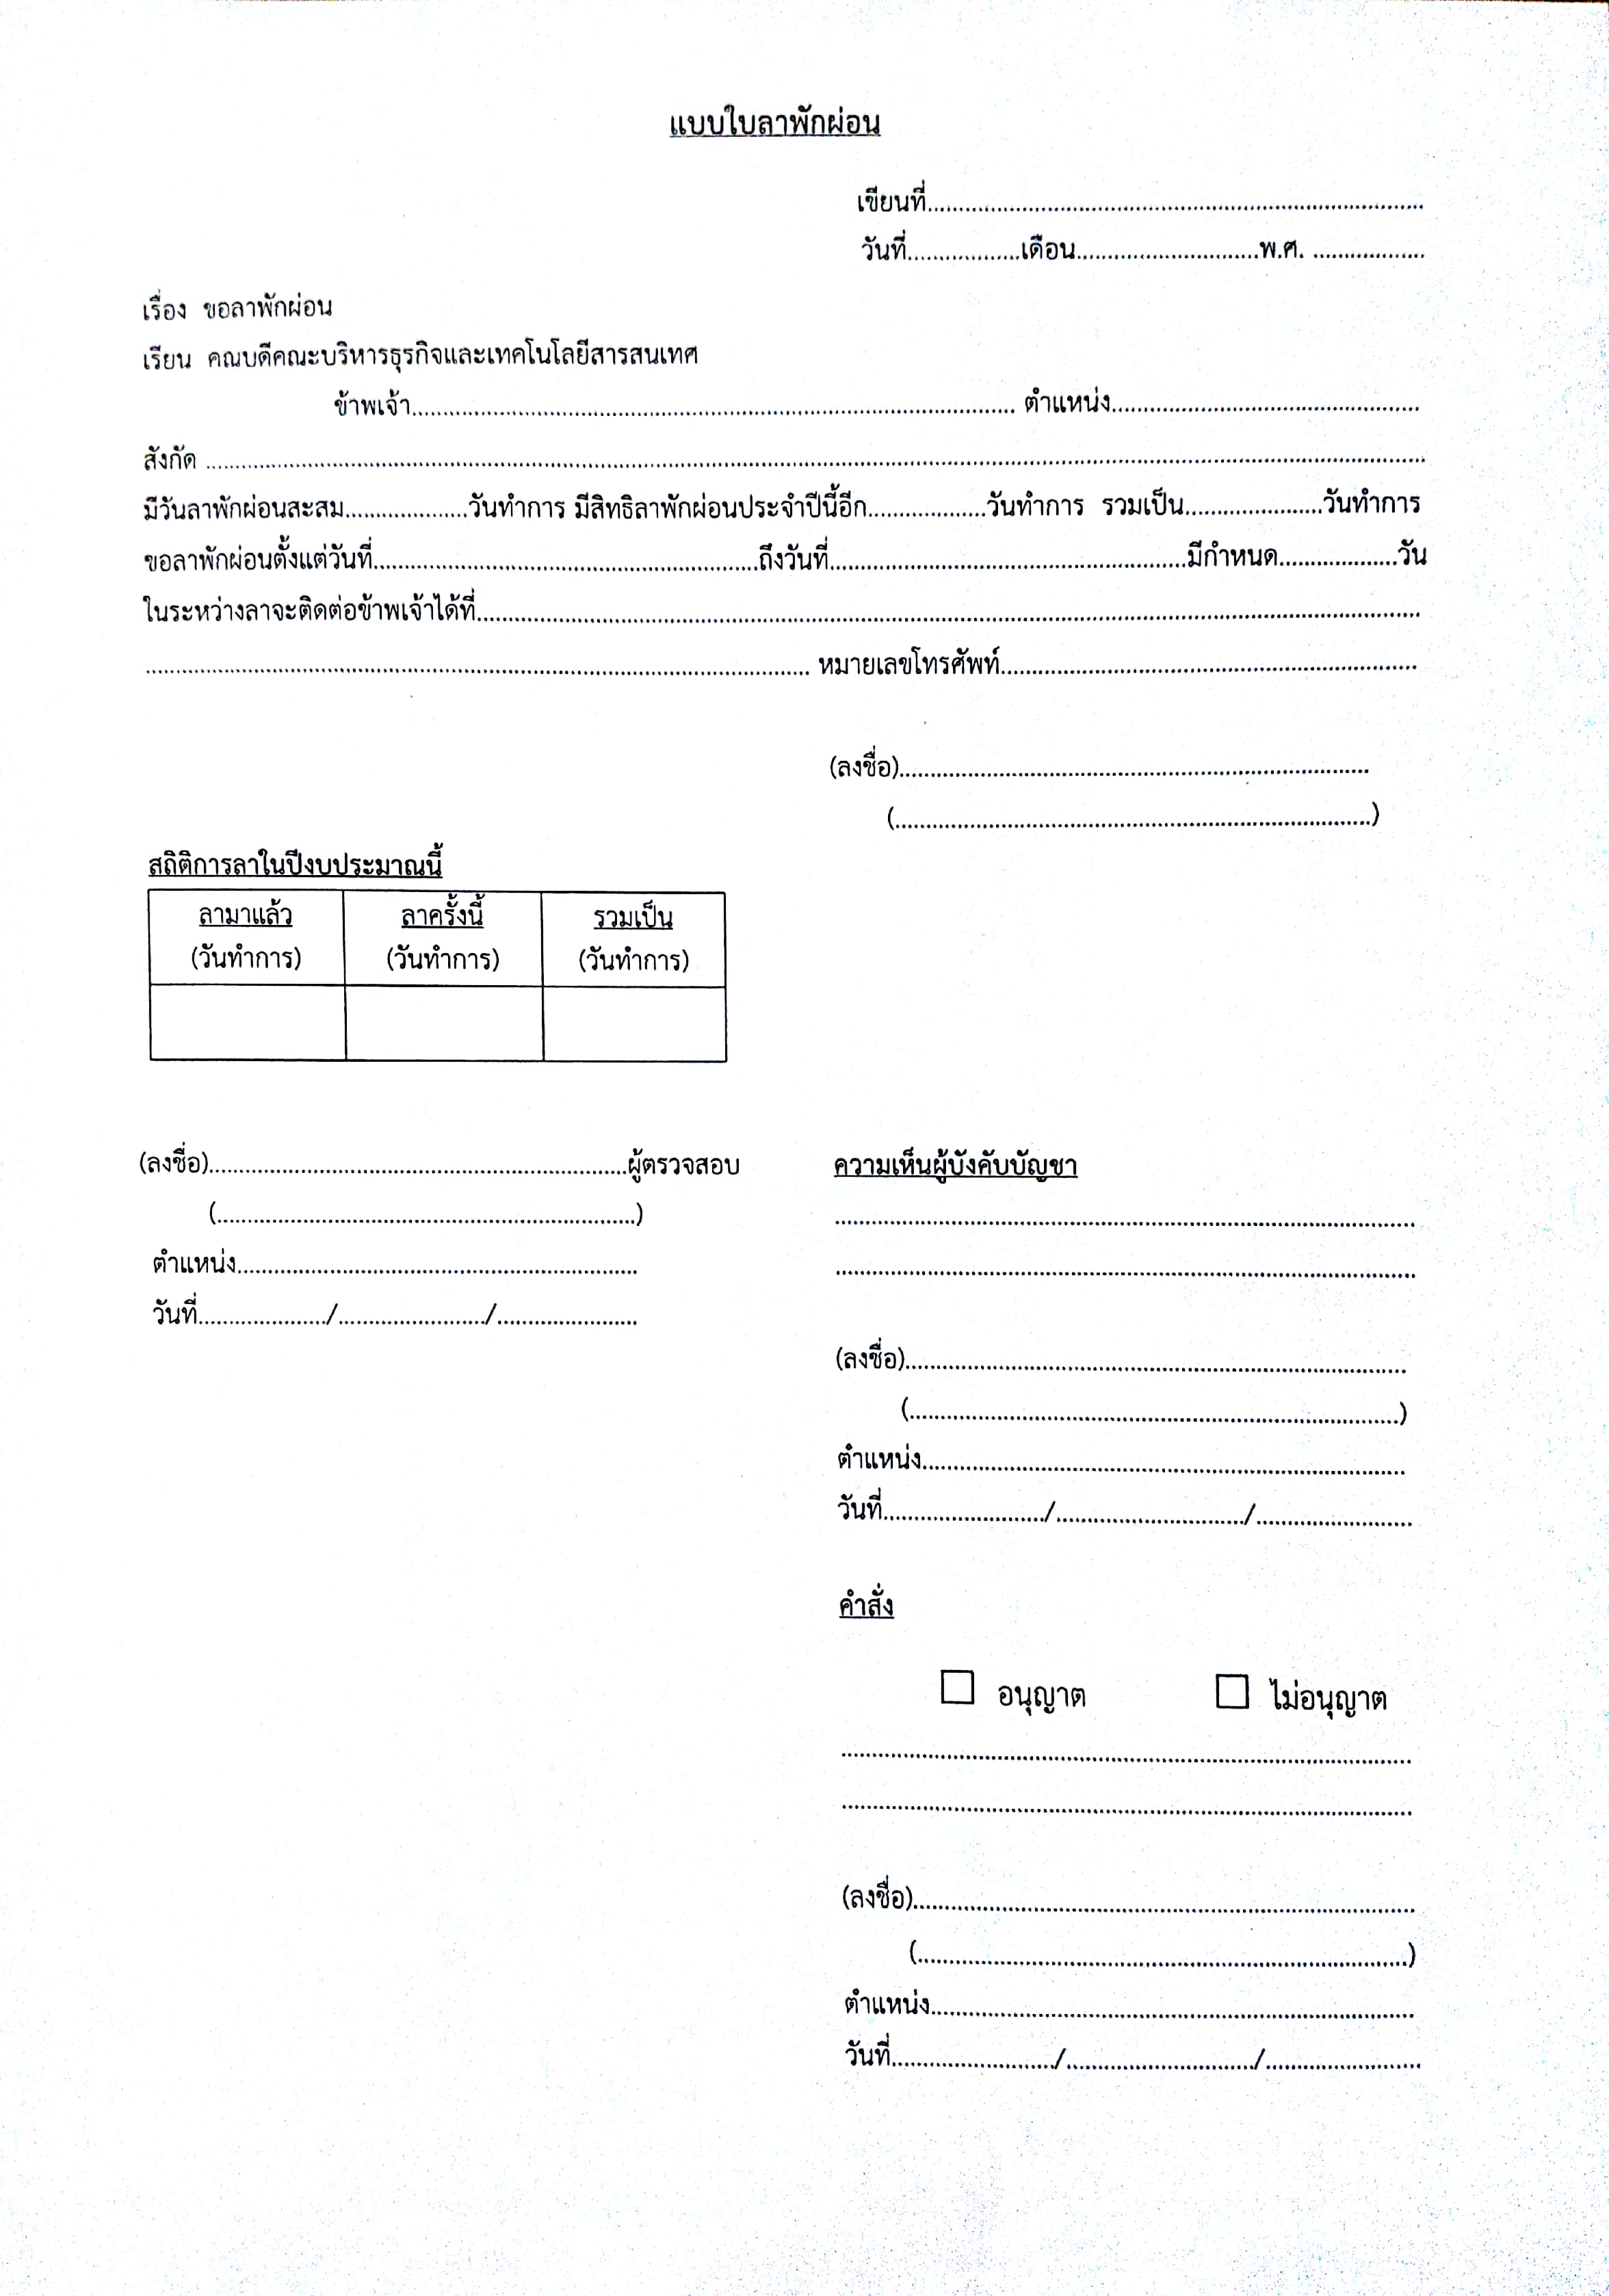 แบบใบลาพักผ่อน
เขียนที่........................................................................
วันที่..................เดือน..............................พ.ศ. ..................
เรื่อง ขอลาพักผ่อน
เรียน คณบดีคณะบริหารธุรกิจและเทคโนโลยีสารสนเทศ
ข้าพเจ้า................................................................................ ตำแหน่ง..................................................
สังกัด ................................................................................................................................
มีวันลาพักผ่อนสะสม....................วันทำการ มีสิทธิลาพักผ่อนประจำปีนี้อีก...................วันทำการ รวมเป็น......................วันทำการ
ขอลาพักผ่อนตั้งแต่วันที่..............................................................ถึงวันที่..........................................................มีกำหนด...................วัน
ในระหว่างลาจะติดต่อข้าพเจ้าได้ที่................................................................................................
................................................................................ หมายเลขโทรศัพท์..................................................................
(ลงชื่อ)............................................................................
(..............................................................................)
สถิติการลาในปีงบประมาณนี้
ลามาแล้ว ลาครั้งนี้ รวมเป็น
(วันทำการ) (วันทำการ) (วันทำการ)
(ลงชื่อ)....................................................................ผู้ตรวจสอบ
(....................................................................)
ตำแหน่ง.................................................................
วันที่...................../......................../.......................
ความเห็นผู้บังคับบัญชา
..............................................................................................
..............................................................................................
(ลงชื่อ)..................................................................................
(................................................................................)
ตำแหน่ง...............................................................................
วันที่........................../............................../.........................
คำสั่ง
☐ อนุญาต ☐ ไม่อนุญาต
..............................................................................................
..............................................................................................
(ลงชื่อ)..................................................................................
(................................................................................)
ตำแหน่ง...............................................................................
วันที่........................../............................../.........................